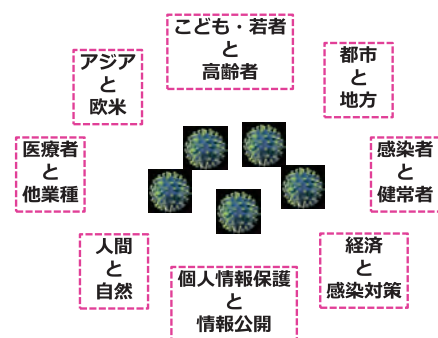 こども・若者
と
高齢者
アジア
と
欧米
都市
と
地方
医療者
と
他業種
感染者
と
健常者
人間
と
自然
経済
と
感染対策
個人情報保護
と
情報公開